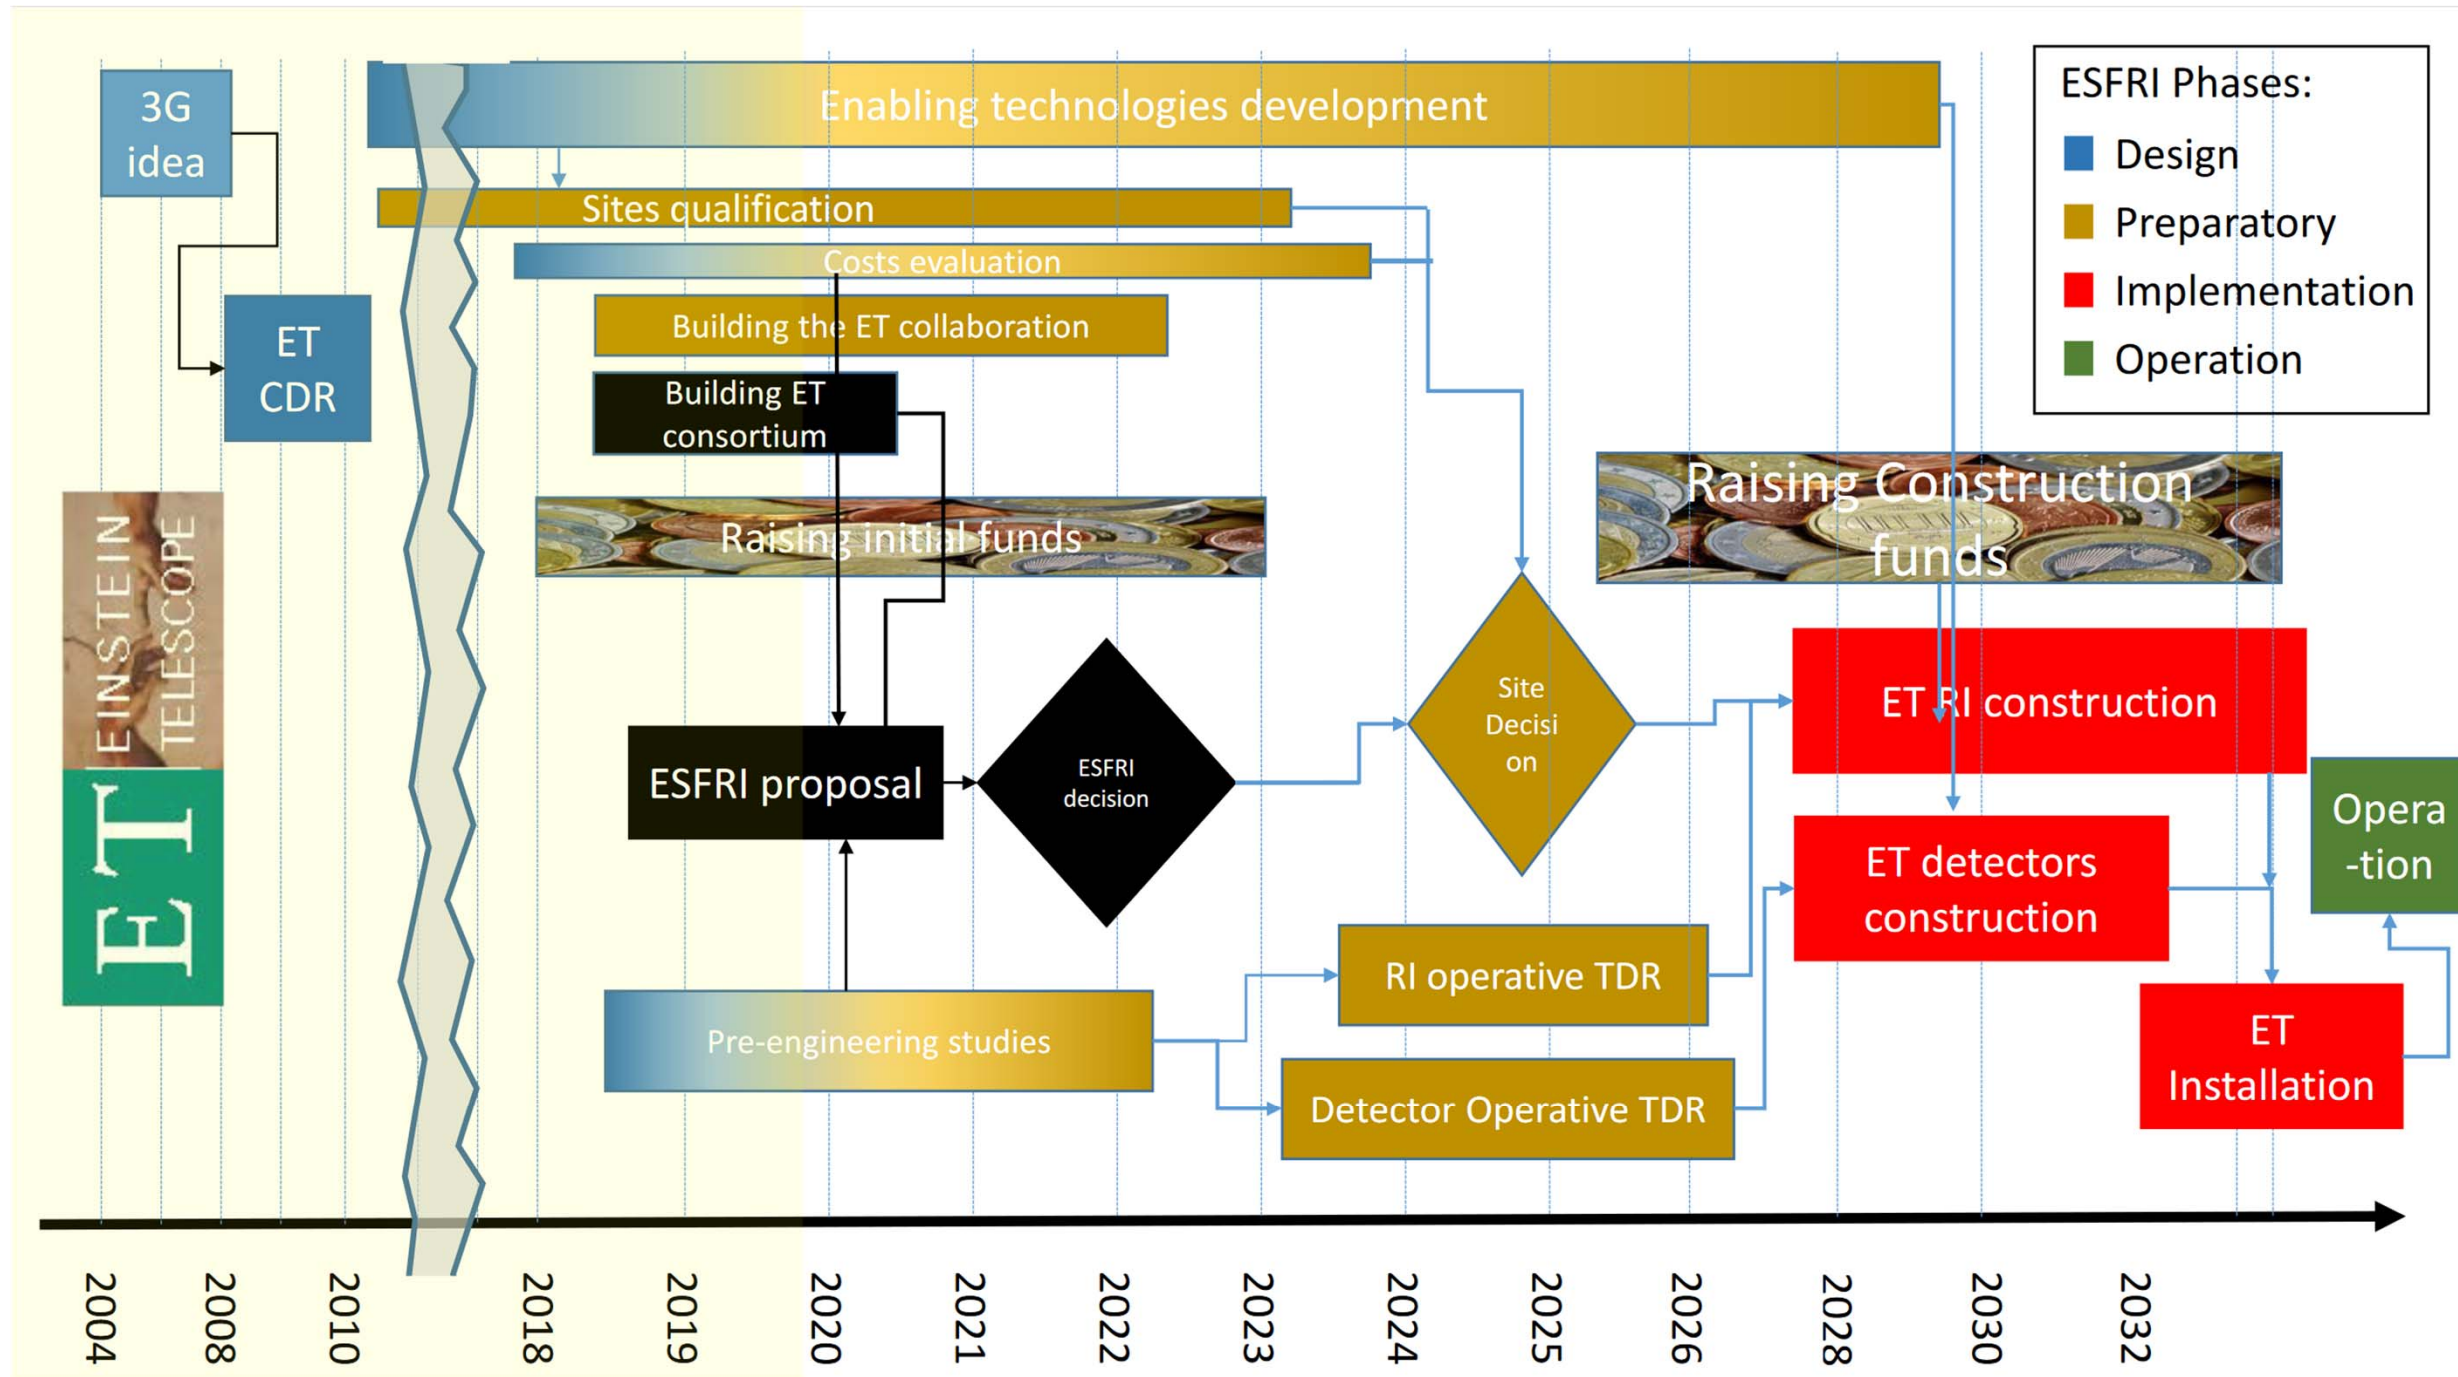 3G
idea
ET
CDR
EINSTEIN
TELESCOPE
ET
Enabling technologies development
Sites qualification
Costs evaluation
Building the ET collaboration
Building ET
consortium
Raising initial funds
ESFRI proposal
ESFRI
decision
Pre-engineering studies
Site
Decisi
on
RI operative TDR
Detector Operative TDR
Raising Construction
funds
ET RI construction
ET detectors
construction
ET
Installation
Opera
-tion
ESFRI Phases:
Design
Preparatory
Implementation
Operation
2004
2008
2010
2018
2019
2020
2021
2022
2023
2024
2025
2026
2028
2030
2032